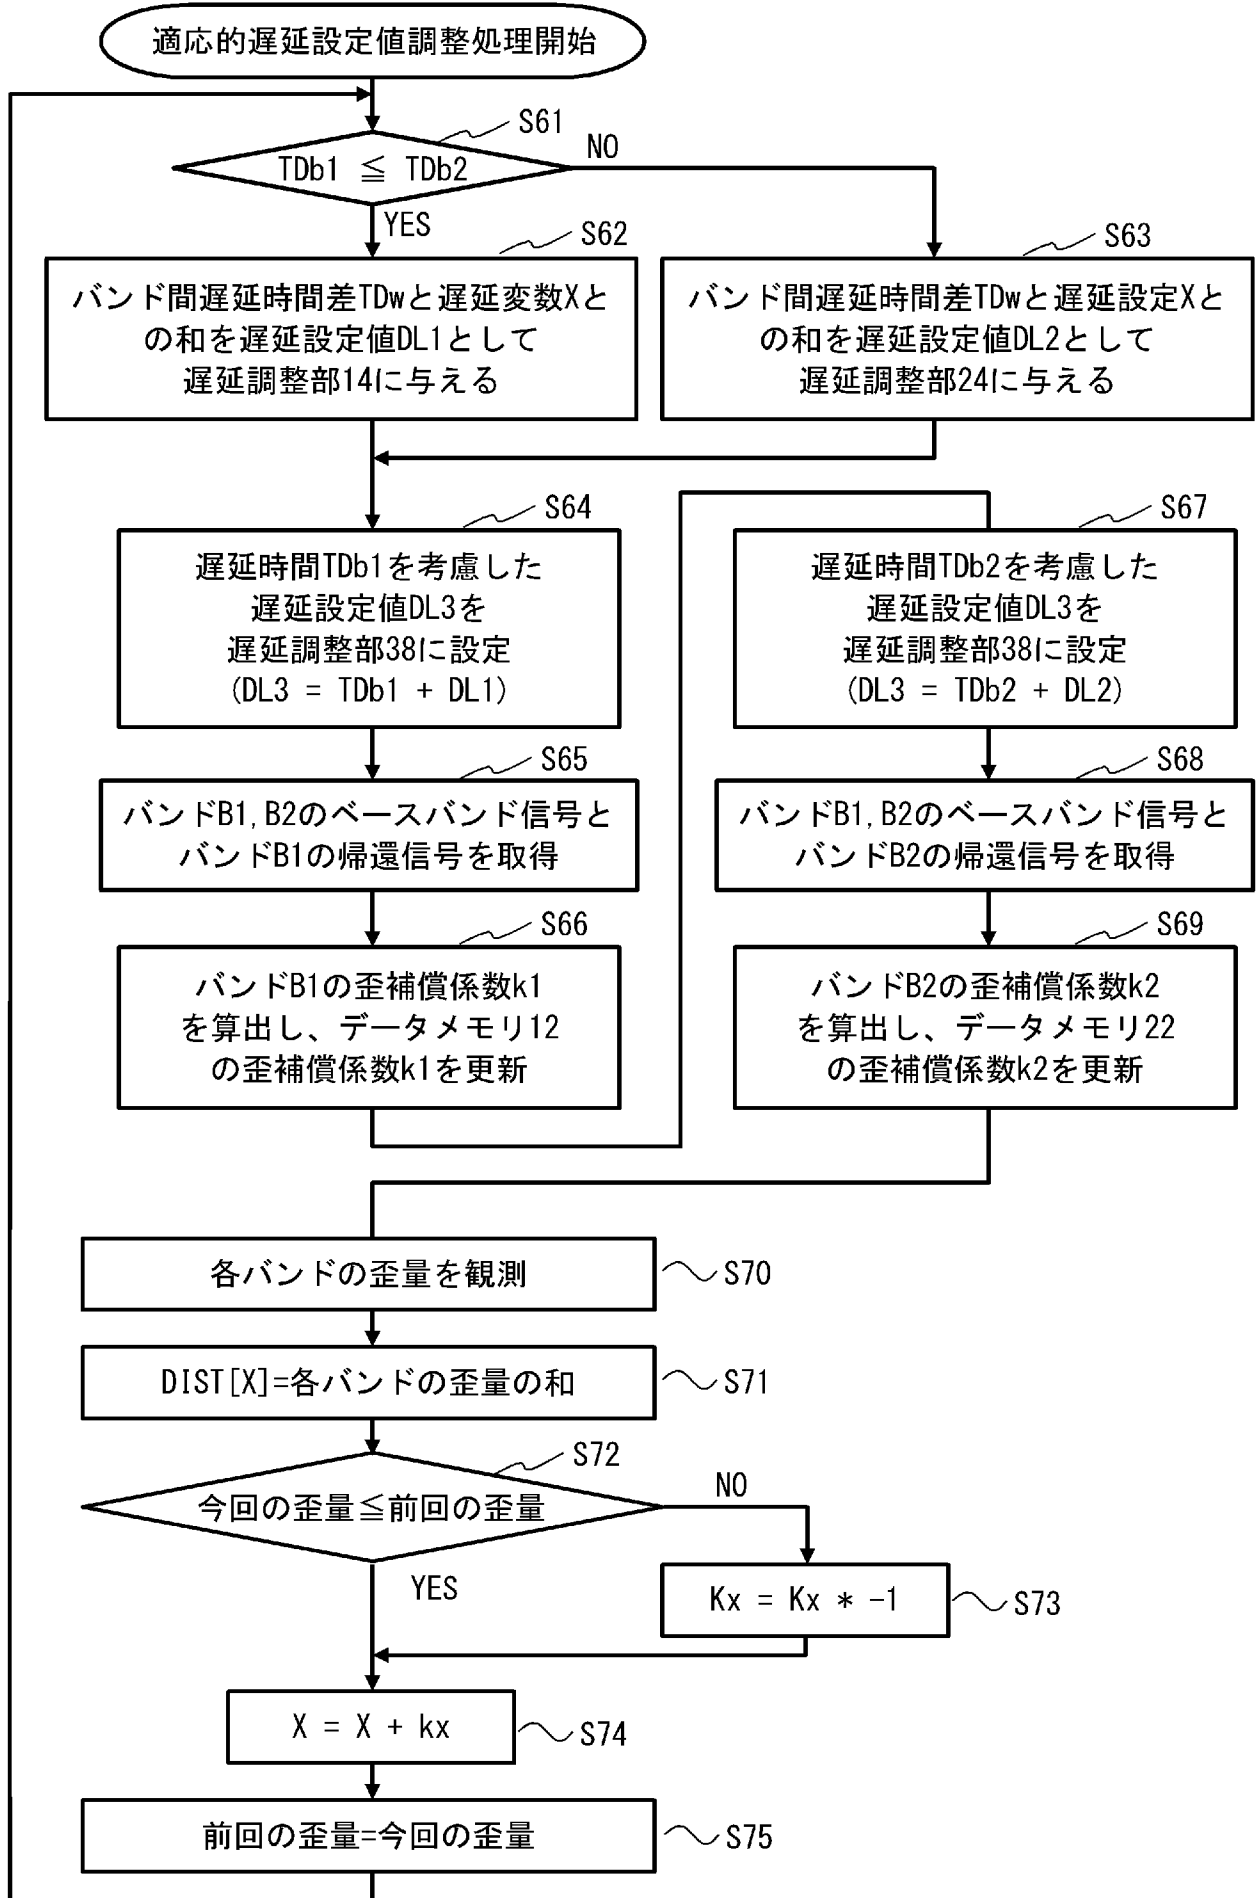 適応的遅延設定値調整処理開始
S61
TDb1 ≦ TDb2
NO
YES
S62
バンド間遅延時間差TDwと遅延変数Xと
の和を遅延設定値DL1として
遅延調整部14に与える
S63
バンド間遅延時間差TDwと遅延設定Xと
の和を遅延設定値DL2として
遅延調整部24に与える
S64
遅延時間TDb1を考慮した
遅延設定値DL3を
遅延調整部38に設定
(DL3 = TDb1 + DL1)
S65
バンドB1,B2のベースバンド信号と
バンドB1の帰還信号を取得
S66
バンドB1の歪補償係数k1
を算出し、データメモリ12
の歪補償係数k1を更新
S67
遅延時間TDb2を考慮した
遅延設定値DL3を
遅延調整部38に設定
(DL3 = TDb2 + DL2)
S68
バンドB1,B2のベースバンド信号と
バンドB2の帰還信号を取得
S69
バンドB2の歪補償係数k2
を算出し、データメモリ22
の歪補償係数k2を更新
各バンドの歪量を観測
S70
DIST[X]=各バンドの歪量の和
S71
S72
今回の歪量≦前回の歪量
NO
YES
Kx = Kx * -1
S73
X = X + kx
S74
前回の歪量=今回の歪量
S75